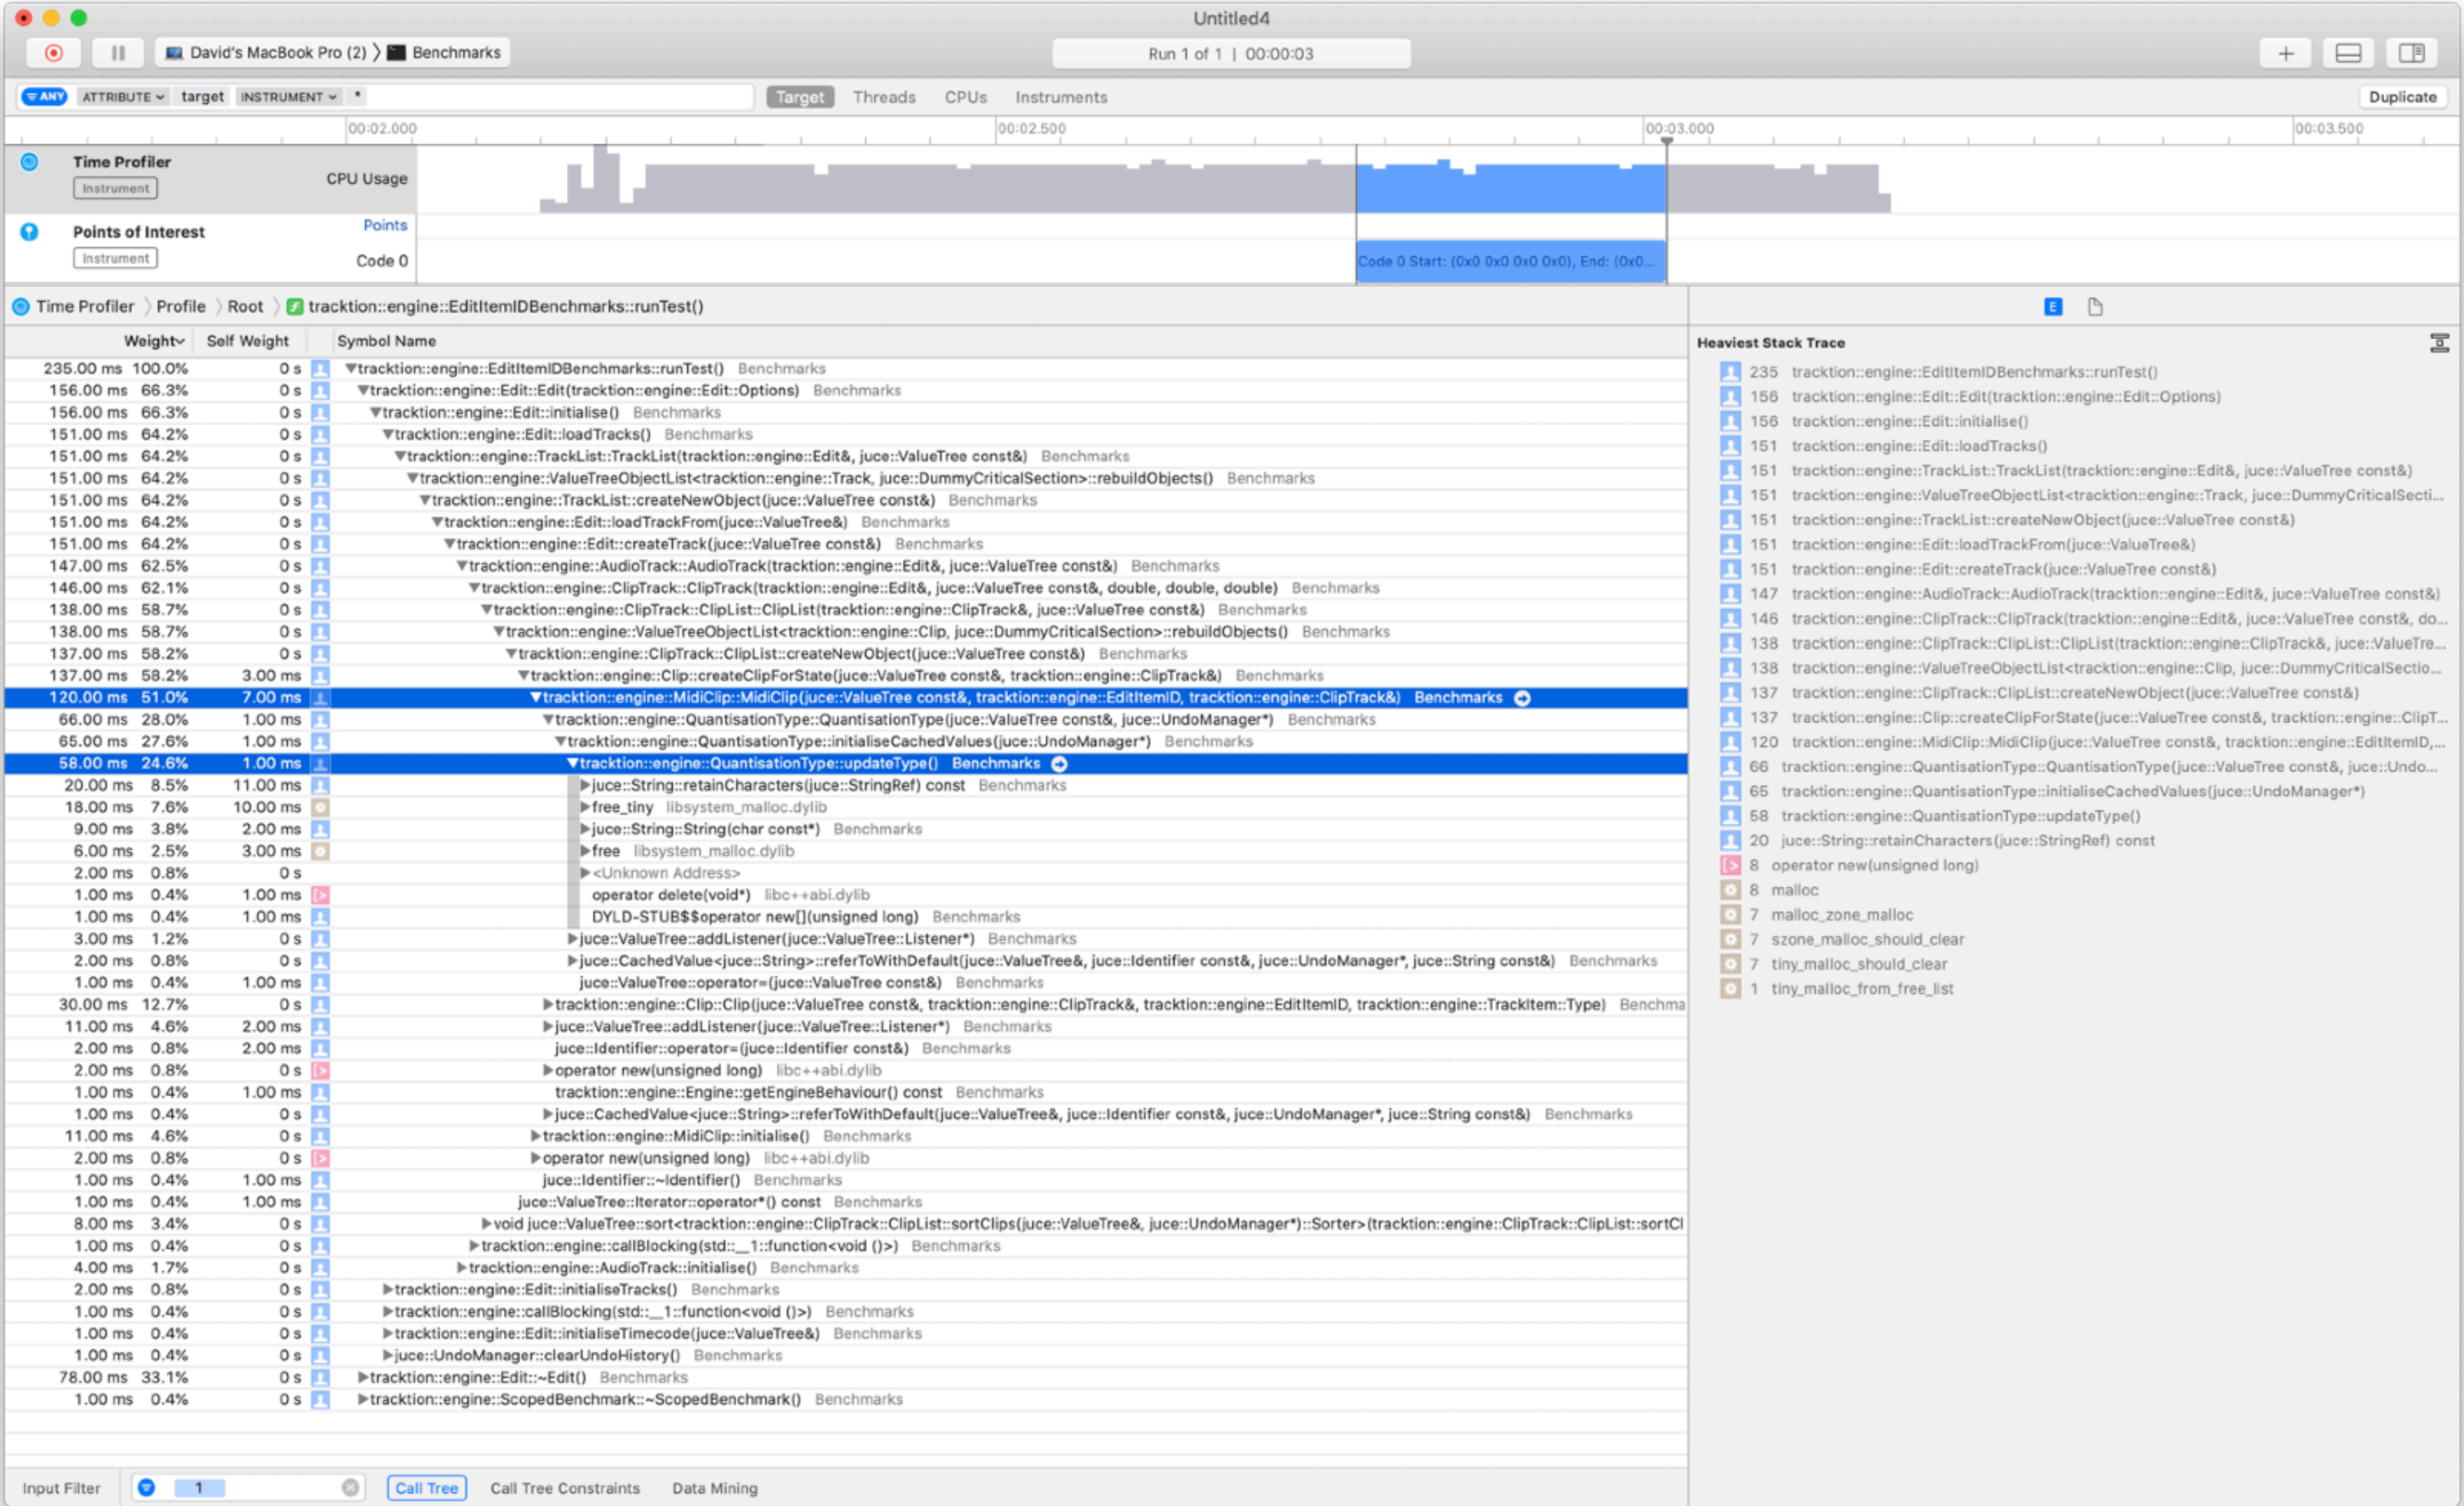 Untitled4
David's MacBook Pro (2) Benchmarks
Run 1 of 1 | 00:00:03
ANY ATTRIBUTE target INSTRUMENT *
Target Threads CPUs Instruments
Duplicate
00:02.000 00:02.500 00:03.000 00:03.500
Time Profiler
Instrument
CPU Usage
Points of Interest
Instrument
Points
Code 0
Code 0 Start: (0x0 0x0 0x0 0x0), End: (0x0...
Time Profiler Profile Root tracktion::engine::EditItemIDBenchmarks::runTest()
Weight Self Weight Symbol Name
235.00 ms 100.0% 0 s tracktion::engine::EditItemIDBenchmarks::runTest() Benchmarks
156.00 ms 66.3% 0 s tracktion::engine::Edit::Edit(tracktion::engine::Edit::Options) Benchmarks
156.00 ms 66.3% 0 s tracktion::engine::Edit::initialise() Benchmarks
151.00 ms 64.2% 0 s tracktion::engine::Edit::loadTracks() Benchmarks
151.00 ms 64.2% 0 s tracktion::engine::TrackList::TrackList(tracktion::engine::Edit&, juce::ValueTree const&) Benchmarks
151.00 ms 64.2% 0 s tracktion::engine::ValueTreeObjectList<tracktion::engine::Track, juce::DummyCriticalSection>::rebuildObjects() Benchmarks
151.00 ms 64.2% 0 s tracktion::engine::TrackList::createNewObject(juce::ValueTree const&) Benchmarks
151.00 ms 64.2% 0 s tracktion::engine::Edit::loadTrackFrom(juce::ValueTree&) Benchmarks
151.00 ms 64.2% 0 s tracktion::engine::Edit::createTrack(juce::ValueTree const&) Benchmarks
147.00 ms 62.5% 0 s tracktion::engine::AudioTrack::AudioTrack(tracktion::engine::Edit&, juce::ValueTree const&) Benchmarks
146.00 ms 62.1% 0 s tracktion::engine::ClipTrack::ClipTrack(tracktion::engine::Edit&, juce::ValueTree const&, double, double, double) Benchmarks
138.00 ms 58.7% 0 s tracktion::engine::ClipTrack::ClipList::ClipList(tracktion::engine::ClipTrack&, juce::ValueTree const&) Benchmarks
138.00 ms 58.7% 0 s tracktion::engine::ValueTreeObjectList<tracktion::engine::Clip, juce::DummyCriticalSection>::rebuildObjects() Benchmarks
137.00 ms 58.2% 0 s tracktion::engine::ClipTrack::ClipList::createNewObject(juce::ValueTree const&) Benchmarks
137.00 ms 58.2% 3.00 ms tracktion::engine::Clip::createClipForState(juce::ValueTree const&, tracktion::engine::ClipTrack&) Benchmarks
120.00 ms 51.0% 7.00 ms tracktion::engine::MidiClip::MidiClip(juce::ValueTree const&, tracktion::engine::EditItemID, tracktion::engine::ClipTrack&) Benchmarks
66.00 ms 28.0% 1.00 ms tracktion::engine::QuantisationType::QuantisationType(juce::ValueTree const&, juce::UndoManager*) Benchmarks
65.00 ms 27.6% 1.00 ms tracktion::engine::QuantisationType::initialiseCachedValues(juce::UndoManager*) Benchmarks
58.00 ms 24.6% 1.00 ms tracktion::engine::QuantisationType::updateType() Benchmarks
20.00 ms 8.5% 11.00 ms juce::String::retainCharacters(juce::StringRef) const Benchmarks
18.00 ms 7.6% 10.00 ms free_tiny libsystem_malloc.dylib
9.00 ms 3.8% 2.00 ms juce::String::String(char const*) Benchmarks
6.00 ms 2.5% 3.00 ms free libsystem_malloc.dylib
2.00 ms 0.8% 0 s <Unknown Address>
1.00 ms 0.4% 1.00 ms operator delete(void*) libc++abi.dylib
1.00 ms 0.4% 1.00 ms DYLD-STUB$$operator new[](unsigned long) Benchmarks
3.00 ms 1.2% 0 s juce::ValueTree::addListener(juce::ValueTree::Listener*) Benchmarks
2.00 ms 0.8% 0 s juce::CachedValue<juce::String>::referToWithDefault(juce::ValueTree&, juce::Identifier const&, juce::UndoManager*, juce::String const&) Benchmarks
1.00 ms 0.4% 1.00 ms juce::ValueTree::operator=(juce::ValueTree const&) Benchmarks
30.00 ms 12.7% 0 s tracktion::engine::Clip::Clip(juce::ValueTree const&, tracktion::engine::ClipTrack&, tracktion::engine::EditItemID, tracktion::engine::TrackItem::Type) Benchma
11.00 ms 4.6% 2.00 ms juce::ValueTree::addListener(juce::ValueTree::Listener*) Benchmarks
2.00 ms 0.8% 2.00 ms juce::Identifier::operator=(juce::Identifier const&) Benchmarks
2.00 ms 0.8% 0 s operator new(unsigned long) libc++abi.dylib
1.00 ms 0.4% 1.00 ms tracktion::engine::Engine::getEngineBehaviour() const Benchmarks
1.00 ms 0.4% 0 s juce::CachedValue<juce::String>::referToWithDefault(juce::ValueTree&, juce::Identifier const&, juce::UndoManager*, juce::String const&) Benchmarks
11.00 ms 4.6% 0 s tracktion::engine::MidiClip::initialise() Benchmarks
2.00 ms 0.8% 0 s operator new(unsigned long) libc++abi.dylib
1.00 ms 0.4% 1.00 ms juce::Identifier::~Identifier() Benchmarks
1.00 ms 0.4% 1.00 ms juce::ValueTree::Iterator::operator*() const Benchmarks
8.00 ms 3.4% 0 s void juce::ValueTree::sort<tracktion::engine::ClipTrack::ClipList::sortClips(juce::ValueTree&, juce::UndoManager*)::Sorter>(tracktion::engine::ClipTrack::ClipList::sortCl
1.00 ms 0.4% 0 s tracktion::engine::callBlocking(std::__1::function<void ()>) Benchmarks
4.00 ms 1.7% 0 s tracktion::engine::AudioTrack::initialise() Benchmarks
2.00 ms 0.8% 0 s tracktion::engine::Edit::initialiseTracks() Benchmarks
1.00 ms 0.4% 0 s tracktion::engine::callBlocking(std::__1::function<void ()>) Benchmarks
1.00 ms 0.4% 0 s tracktion::engine::Edit::initialiseTimecode(juce::ValueTree&) Benchmarks
1.00 ms 0.4% 0 s juce::UndoManager::clearUndoHistory() Benchmarks
78.00 ms 33.1% 0 s tracktion::engine::Edit::~Edit() Benchmarks
1.00 ms 0.4% 0 s tracktion::engine::ScopedBenchmark::~ScopedBenchmark() Benchmarks
E
Heaviest Stack Trace
235 tracktion::engine::EditItemIDBenchmarks::runTest()
156 tracktion::engine::Edit::Edit(tracktion::engine::Edit::Options)
156 tracktion::engine::Edit::initialise()
151 tracktion::engine::Edit::loadTracks()
151 tracktion::engine::TrackList::TrackList(tracktion::engine::Edit&, juce::ValueTree const&)
151 tracktion::engine::ValueTreeObjectList<tracktion::engine::Track, juce::DummyCriticalSecti...
151 tracktion::engine::TrackList::createNewObject(juce::ValueTree const&)
151 tracktion::engine::Edit::loadTrackFrom(juce::ValueTree&)
151 tracktion::engine::Edit::createTrack(juce::ValueTree const&)
147 tracktion::engine::AudioTrack::AudioTrack(tracktion::engine::Edit&, juce::ValueTree const&)
146 tracktion::engine::ClipTrack::ClipTrack(tracktion::engine::Edit&, juce::ValueTree const&, do...
138 tracktion::engine::ClipTrack::ClipList::ClipList(tracktion::engine::ClipTrack&, juce::ValueTre...
138 tracktion::engine::ValueTreeObjectList<tracktion::engine::Clip, juce::DummyCriticalSectio...
137 tracktion::engine::ClipTrack::ClipList::createNewObject(juce::ValueTree const&)
137 tracktion::engine::Clip::createClipForState(juce::ValueTree const&, tracktion::engine::ClipT...
120 tracktion::engine::MidiClip::MidiClip(juce::ValueTree const&, tracktion::engine::EditItemID,...
66 tracktion::engine::QuantisationType::QuantisationType(juce::ValueTree const&, juce::Undo...
65 tracktion::engine::QuantisationType::initialiseCachedValues(juce::UndoManager*)
58 tracktion::engine::QuantisationType::updateType()
20 juce::String::retainCharacters(juce::StringRef) const
8 operator new(unsigned long)
8 malloc
7 malloc_zone_malloc
7 szone_malloc_should_clear
7 tiny_malloc_should_clear
1 tiny_malloc_from_free_list
Input Filter 1 Call Tree Call Tree Constraints Data Mining